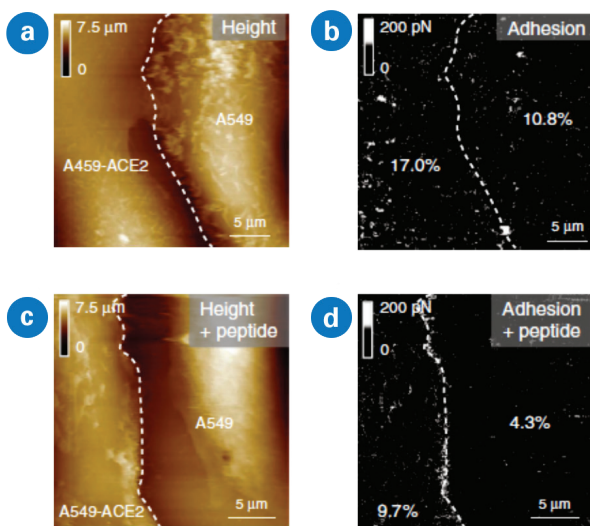 a
7.5 μm
0
Height
A549
A459-ACE2
5 μm
b
200 pN
0
Adhesion
10.8%
17.0%
5 μm
c
7.5 μm
0
Height
+ peptide
A549
A549-ACE2
5 μm
d
200 pN
0
Adhesion
+ peptide
4.3%
9.7%
5 μm